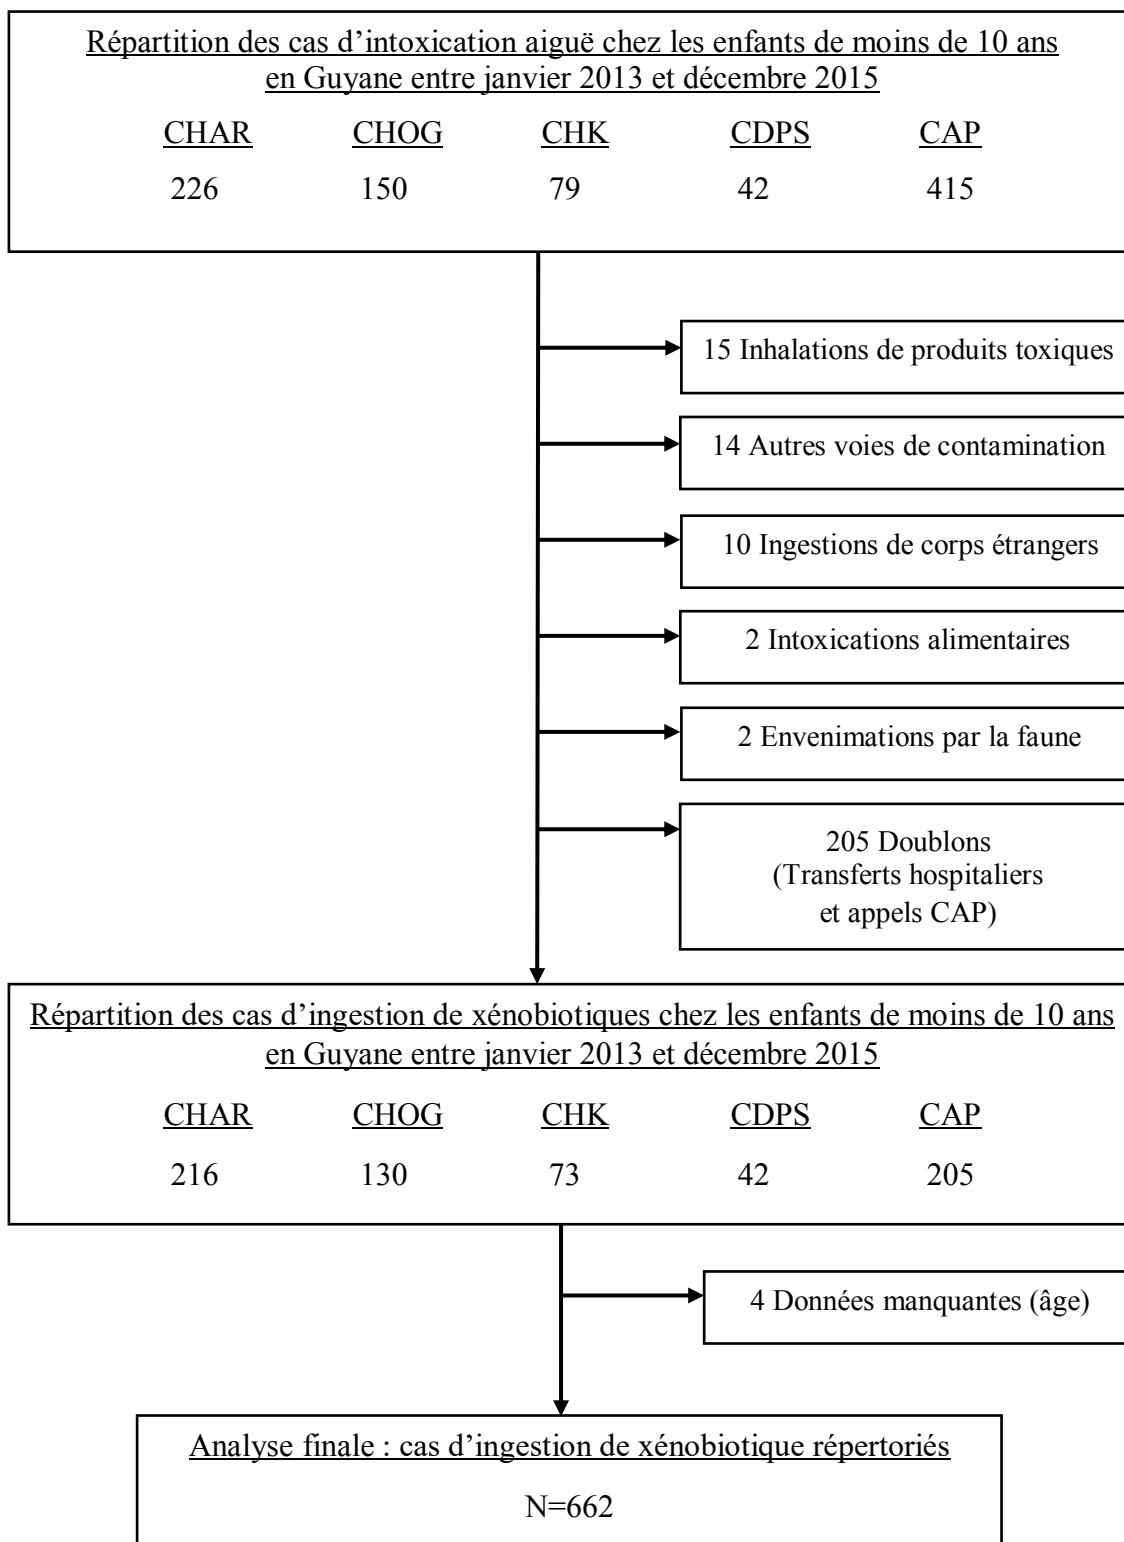 Répartition des cas d’intoxication aiguë chez les enfants de moins de 10 ans
en Guyane entre janvier 2013 et décembre 2015
CHAR CHOG CHK CDPS CAP
226 150 79 42 415
15 Inhalations de produits toxiques
14 Autres voies de contamination
10 Ingestions de corps étrangers
2 Intoxications alimentaires
2 Envenimations par la faune
205 Doublons
(Transferts hospitaliers
et appels CAP)
Répartition des cas d’ingestion de xénobiotiques chez les enfants de moins de 10 ans
en Guyane entre janvier 2013 et décembre 2015
CHAR CHOG CHK CDPS CAP
216 130 73 42 205
4 Données manquantes (âge)
Analyse finale : cas d’ingestion de xénobiotique répertoriés
N=662